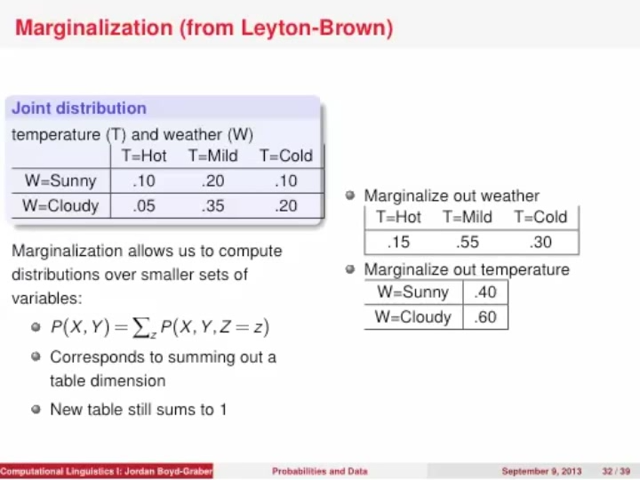 Marginalization (from Leyton-Brown)
Joint distribution
temperature (T) and weather (W)
T=Hot T=Mild T=Cold
W=Sunny .10 .20 .10
W=Cloudy .05 .35 .20
Marginalization allows us to compute
distributions over smaller sets of
variables:
P(X, Y) = ∑z P(X, Y, Z = z)
Corresponds to summing out a
table dimension
New table still sums to 1
Marginalize out weather
T=Hot T=Mild T=Cold
.15 .55 .30
Marginalize out temperature
W=Sunny .40
W=Cloudy .60
Computational Linguistics I: Jordan Boyd-Graber Probabilities and Data September 9, 2013 32 / 39